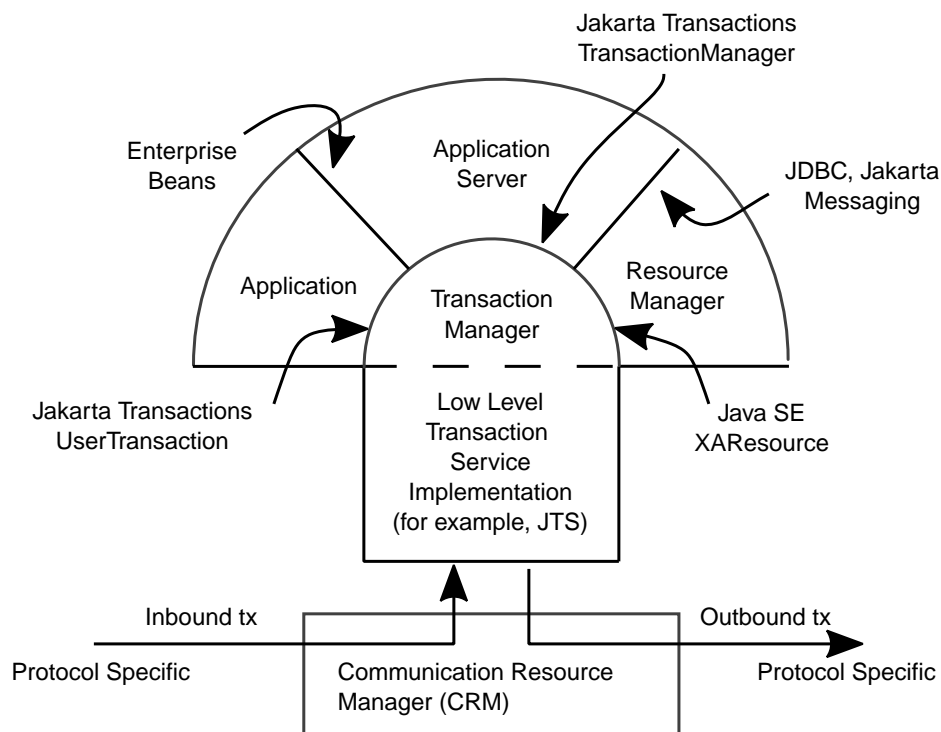 Jakarta Transactions
TransactionManager
Enterprise
Beans
Application
Server
JDBC, Jakarta
Messaging
Application
Resource
Manager
Transaction
Manager
Jakarta Transactions
UserTransaction
Low Level
Transaction
Service
Implementation
(for example, JTS)
Java SE
XAResource
Inbound tx
Outbound tx
Protocol Specific
Communication Resource
Manager (CRM)
Protocol Specific